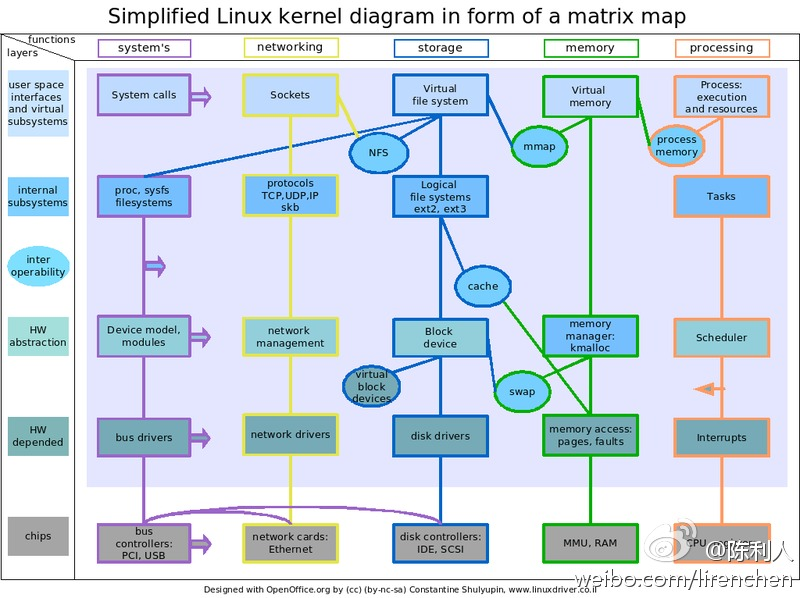 Simplified Linux kernel diagram in form of a matrix map
functions
layers
system's
networking
storage
memory
processing
user space
interfaces
and virtual
subsystems
System calls
Sockets
Virtual
file system
Virtual
memory
Process:
execution
and resources
NFS
mmap
process
memory
internal
subsystems
proc, sysfs
filesystems
protocols
TCP,UDP,IP
skb
Logical
file systems
ext2, ext3
Tasks
inter
operability
cache
HW
abstraction
Device model,
modules
network
management
Block
device
memory
manager:
kmalloc
Scheduler
virtual
block
devices
swap
HW
depended
bus drivers
network drivers
disk drivers
memory access:
pages, faults
Interrupts
chips
bus
controllers:
PCI, USB
network cards:
Ethernet
disk controllers:
IDE, SCSI
MMU, RAM
CPU
@陈利人
weibo.com/lirenchen
Designed with OpenOffice.org by (cc) (by-nc-sa) Constantine Shulyupin, www.linuxdriver.co.il